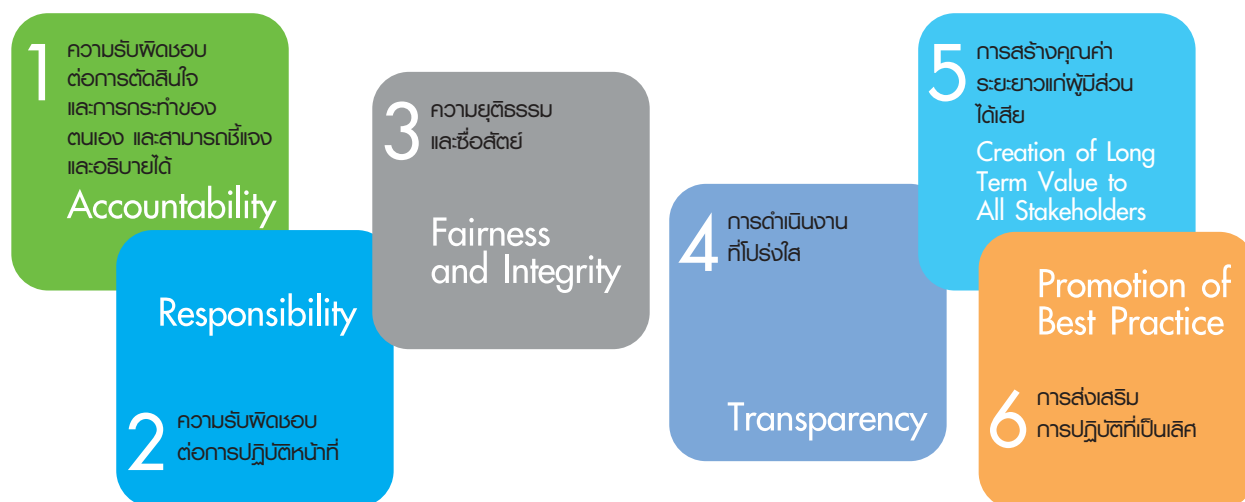 1
ความรับผิดชอบ
ต่อการตัดสินใจ
และการกระทำของ
ตนเอง และสามารถชี้แจง
และอธิบายได้
Accountability
Responsibility
2
ความรับผิดชอบ
ต่อการปฏิบัติหน้าที่
3
ความยุติธรรม
และซื่อสัตย์
Fairness
and Integrity
4
การดำเนินงาน
ที่โปร่งใส
Transparency
5
การสร้างคุณค่า
ระยะยาวแก่ผู้มีส่วน
ได้เสีย
Creation of Long
Term Value to
All Stakeholders
Promotion of
Best Practice
6
การส่งเสริม
การปฏิบัติที่เป็นเลิศ